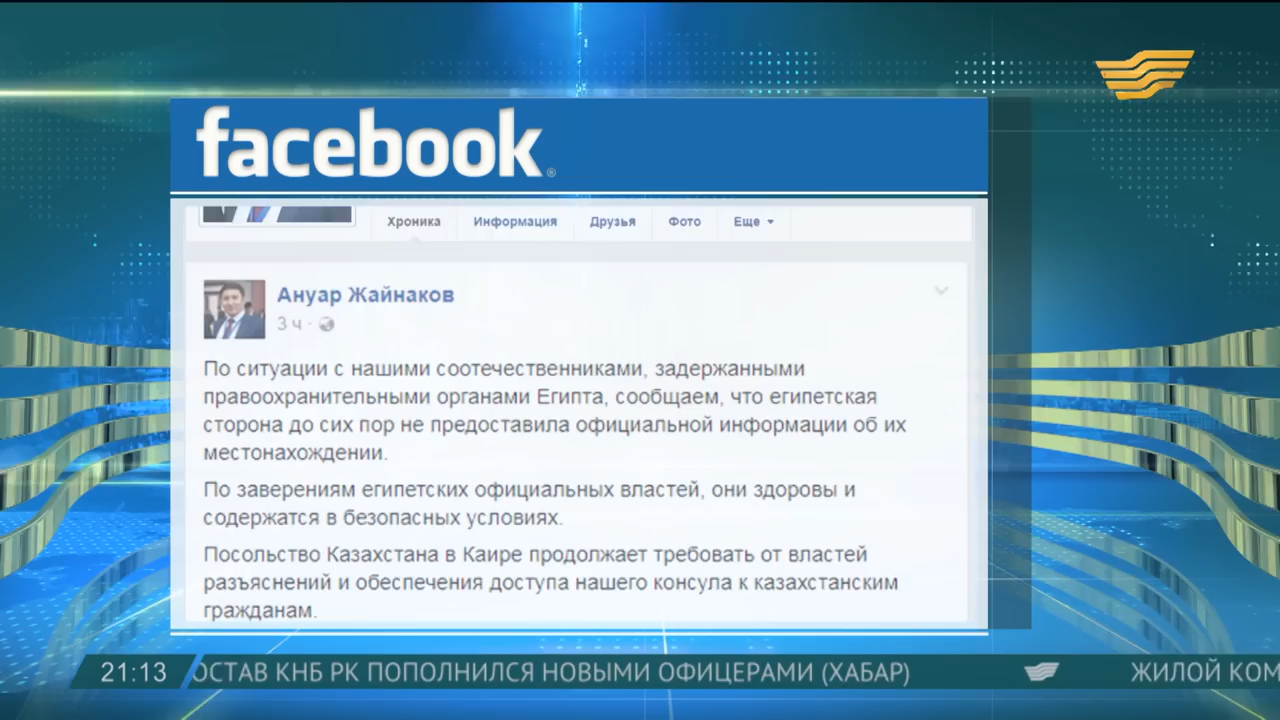 facebook®
Хроника Информация Друзья Фото Еще
Ануар Жайнаков
3 ч ·
По ситуации с нашими соотечественниками, задержанными
правоохранительными органами Египта, сообщаем, что египетская
сторона до сих пор не предоставила официальной информации об их
местонахождении.
По заверениям египетских официальных властей, они здоровы и
содержатся в безопасных условиях.
Посольство Казахстана в Каире продолжает требовать от властей
разъяснений и обеспечения доступа нашего консула к казахстанским
гражданам.
21:13 ОСТАВ КНБ РК ПОПОЛНИЛСЯ НОВЫМИ ОФИЦЕРАМИ (ХАБАР) ЖИЛОЙ КОМ